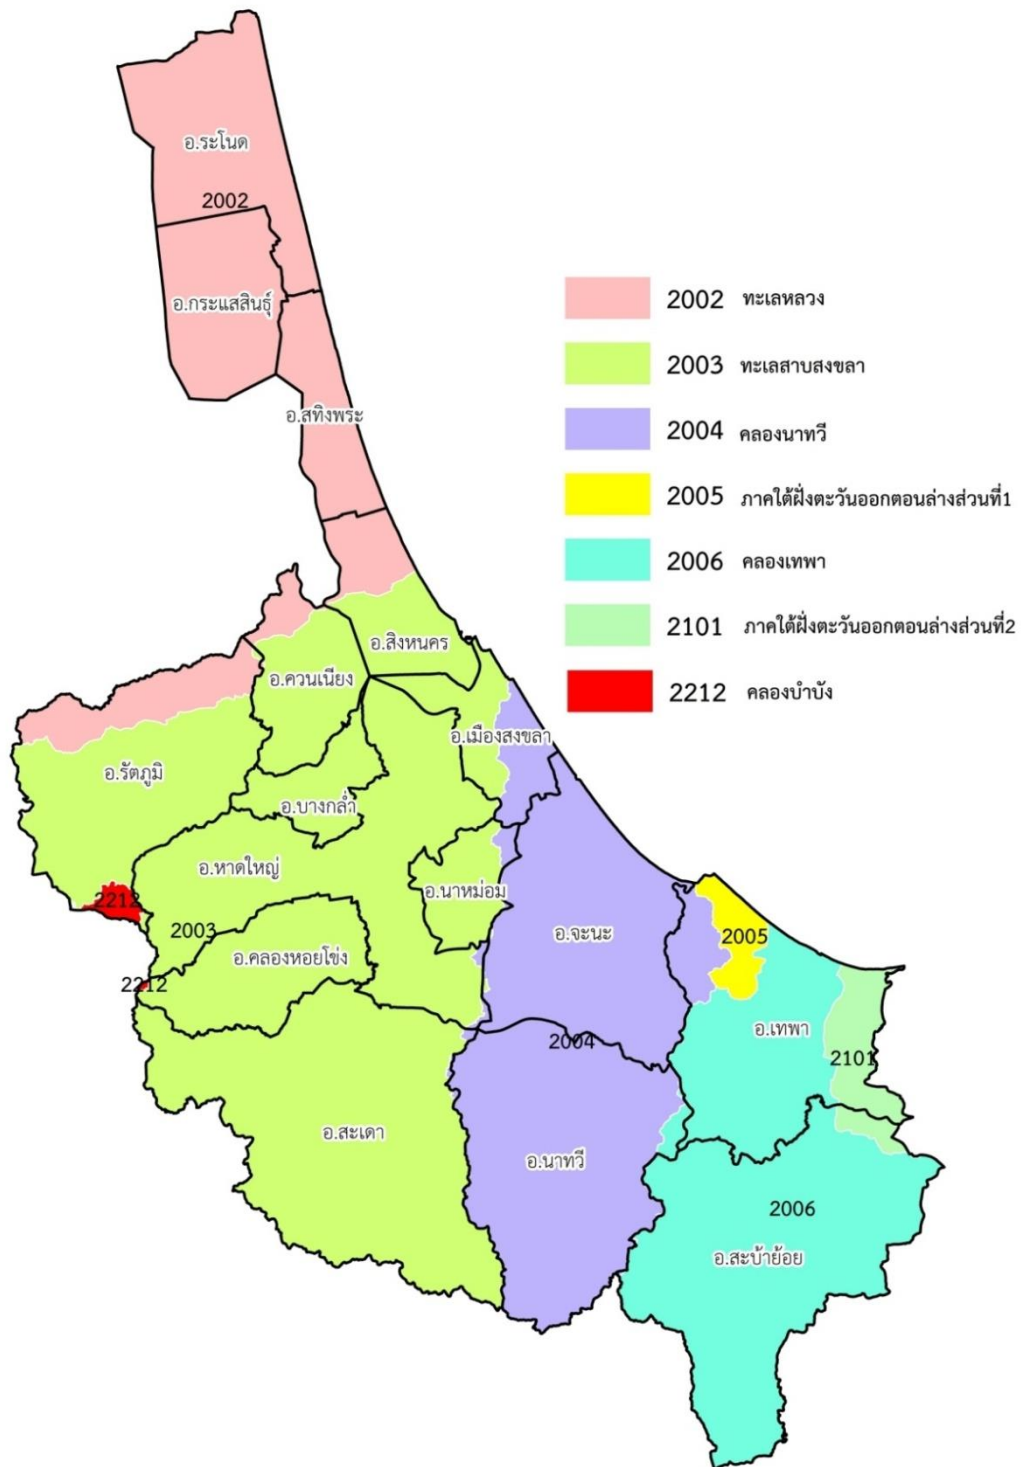 อ.ระโนด
2002
อ.กระแสสินธุ์
2002 ทะเลหลวง
2003 ทะเลสาบสงขลา
อ.สทิงพระ
2004 คลองนาทวี
2005 ภาคใต้ฝั่งตะวันออกตอนล่างส่วนที่1
2006 คลองเทพา
2101 ภาคใต้ฝั่งตะวันออกตอนล่างส่วนที่2
อ.สิงหนคร
อ.ควนเนียง
2212 คลองบำบัง
อ.เมืองสงขลา
อ.รัตภูมิ
อ.บางกล่ำ
อ.หาดใหญ่
อ.นาหม่อม
2212
2003
อ.จะนะ
2005
อ.คลองหอยโข่ง
2212
อ.เทพา
2004
2101
อ.สะเดา
อ.นาทวี
2006
อ.สะบ้าย้อย